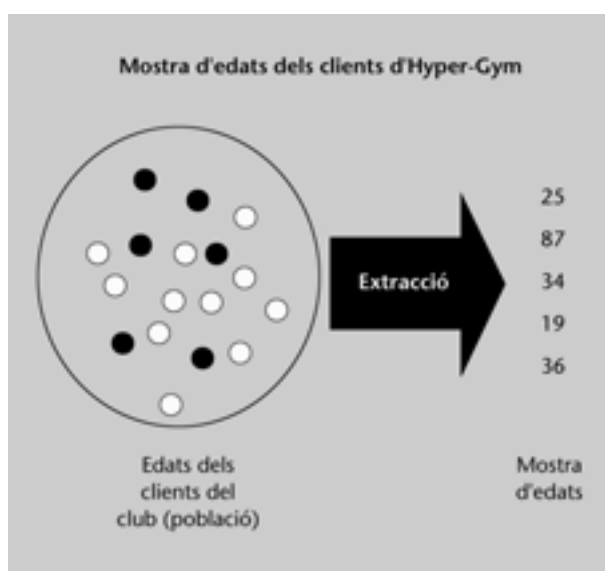 Mostra d'edats dels clients d'Hyper-Gym
Extracció
25
87
34
19
36
Edats dels
clients del
club (població)
Mostra
d'edats